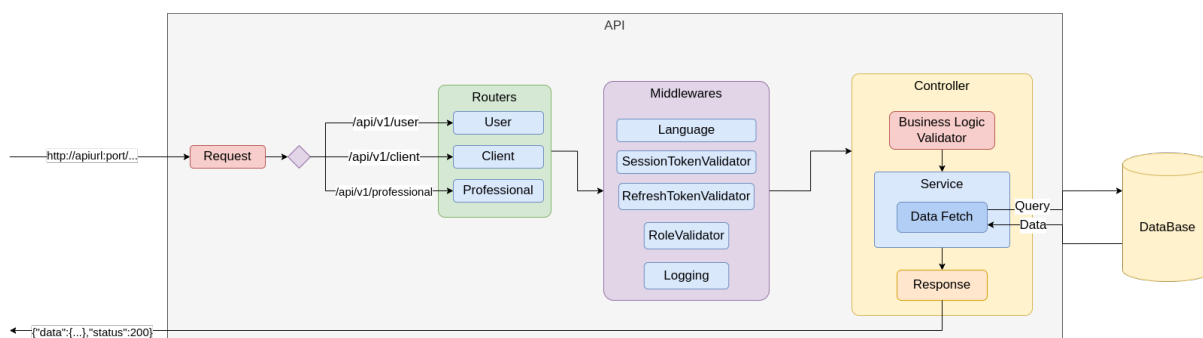 API
http://apiurl:port/...
Request
/api/v1/user
/api/v1/client
/api/v1/professional
Routers
User
Client
Professional
Middlewares
Language
SessionTokenValidator
RefreshTokenValidator
RoleValidator
Logging
Controller
Business Logic
Validator
Service
Data Fetch
Query
Data
Response
DataBase
{"data":{...},"status":200}